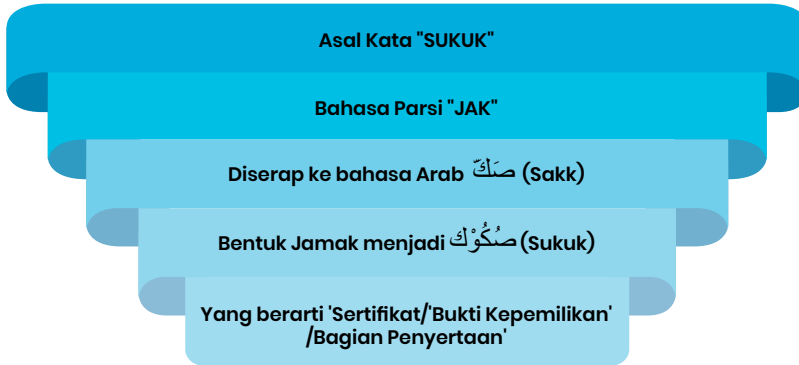 Asal Kata "SUKUK"
Bahasa Parsi "JAK"
Diserap ke bahasa Arab صَكّ (Sakk)
Bentuk Jamak menjadi صُكُوْك (Sukuk)
Yang berarti 'Sertifikat/'Bukti Kepemilikan'
/Bagian Penyertaan'